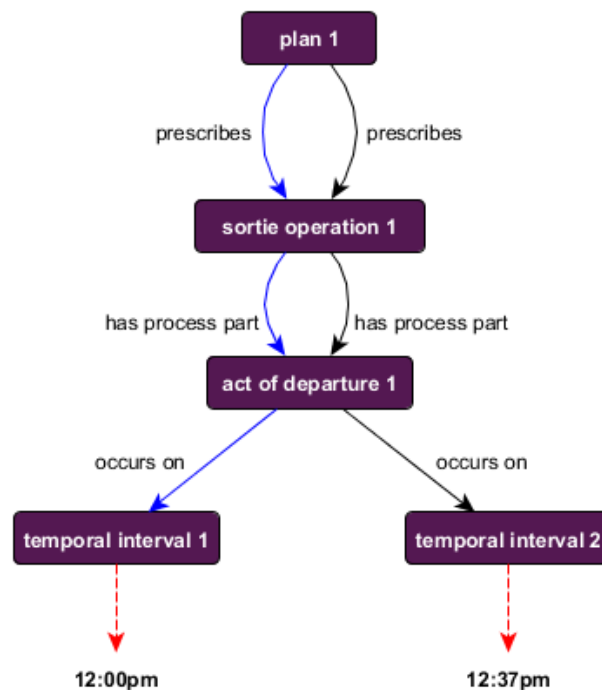 plan 1
prescribes prescribes
sortie operation 1
has process part has process part
act of departure 1
occurs on occurs on
temporal interval 1 temporal interval 2
12:00pm 12:37pm